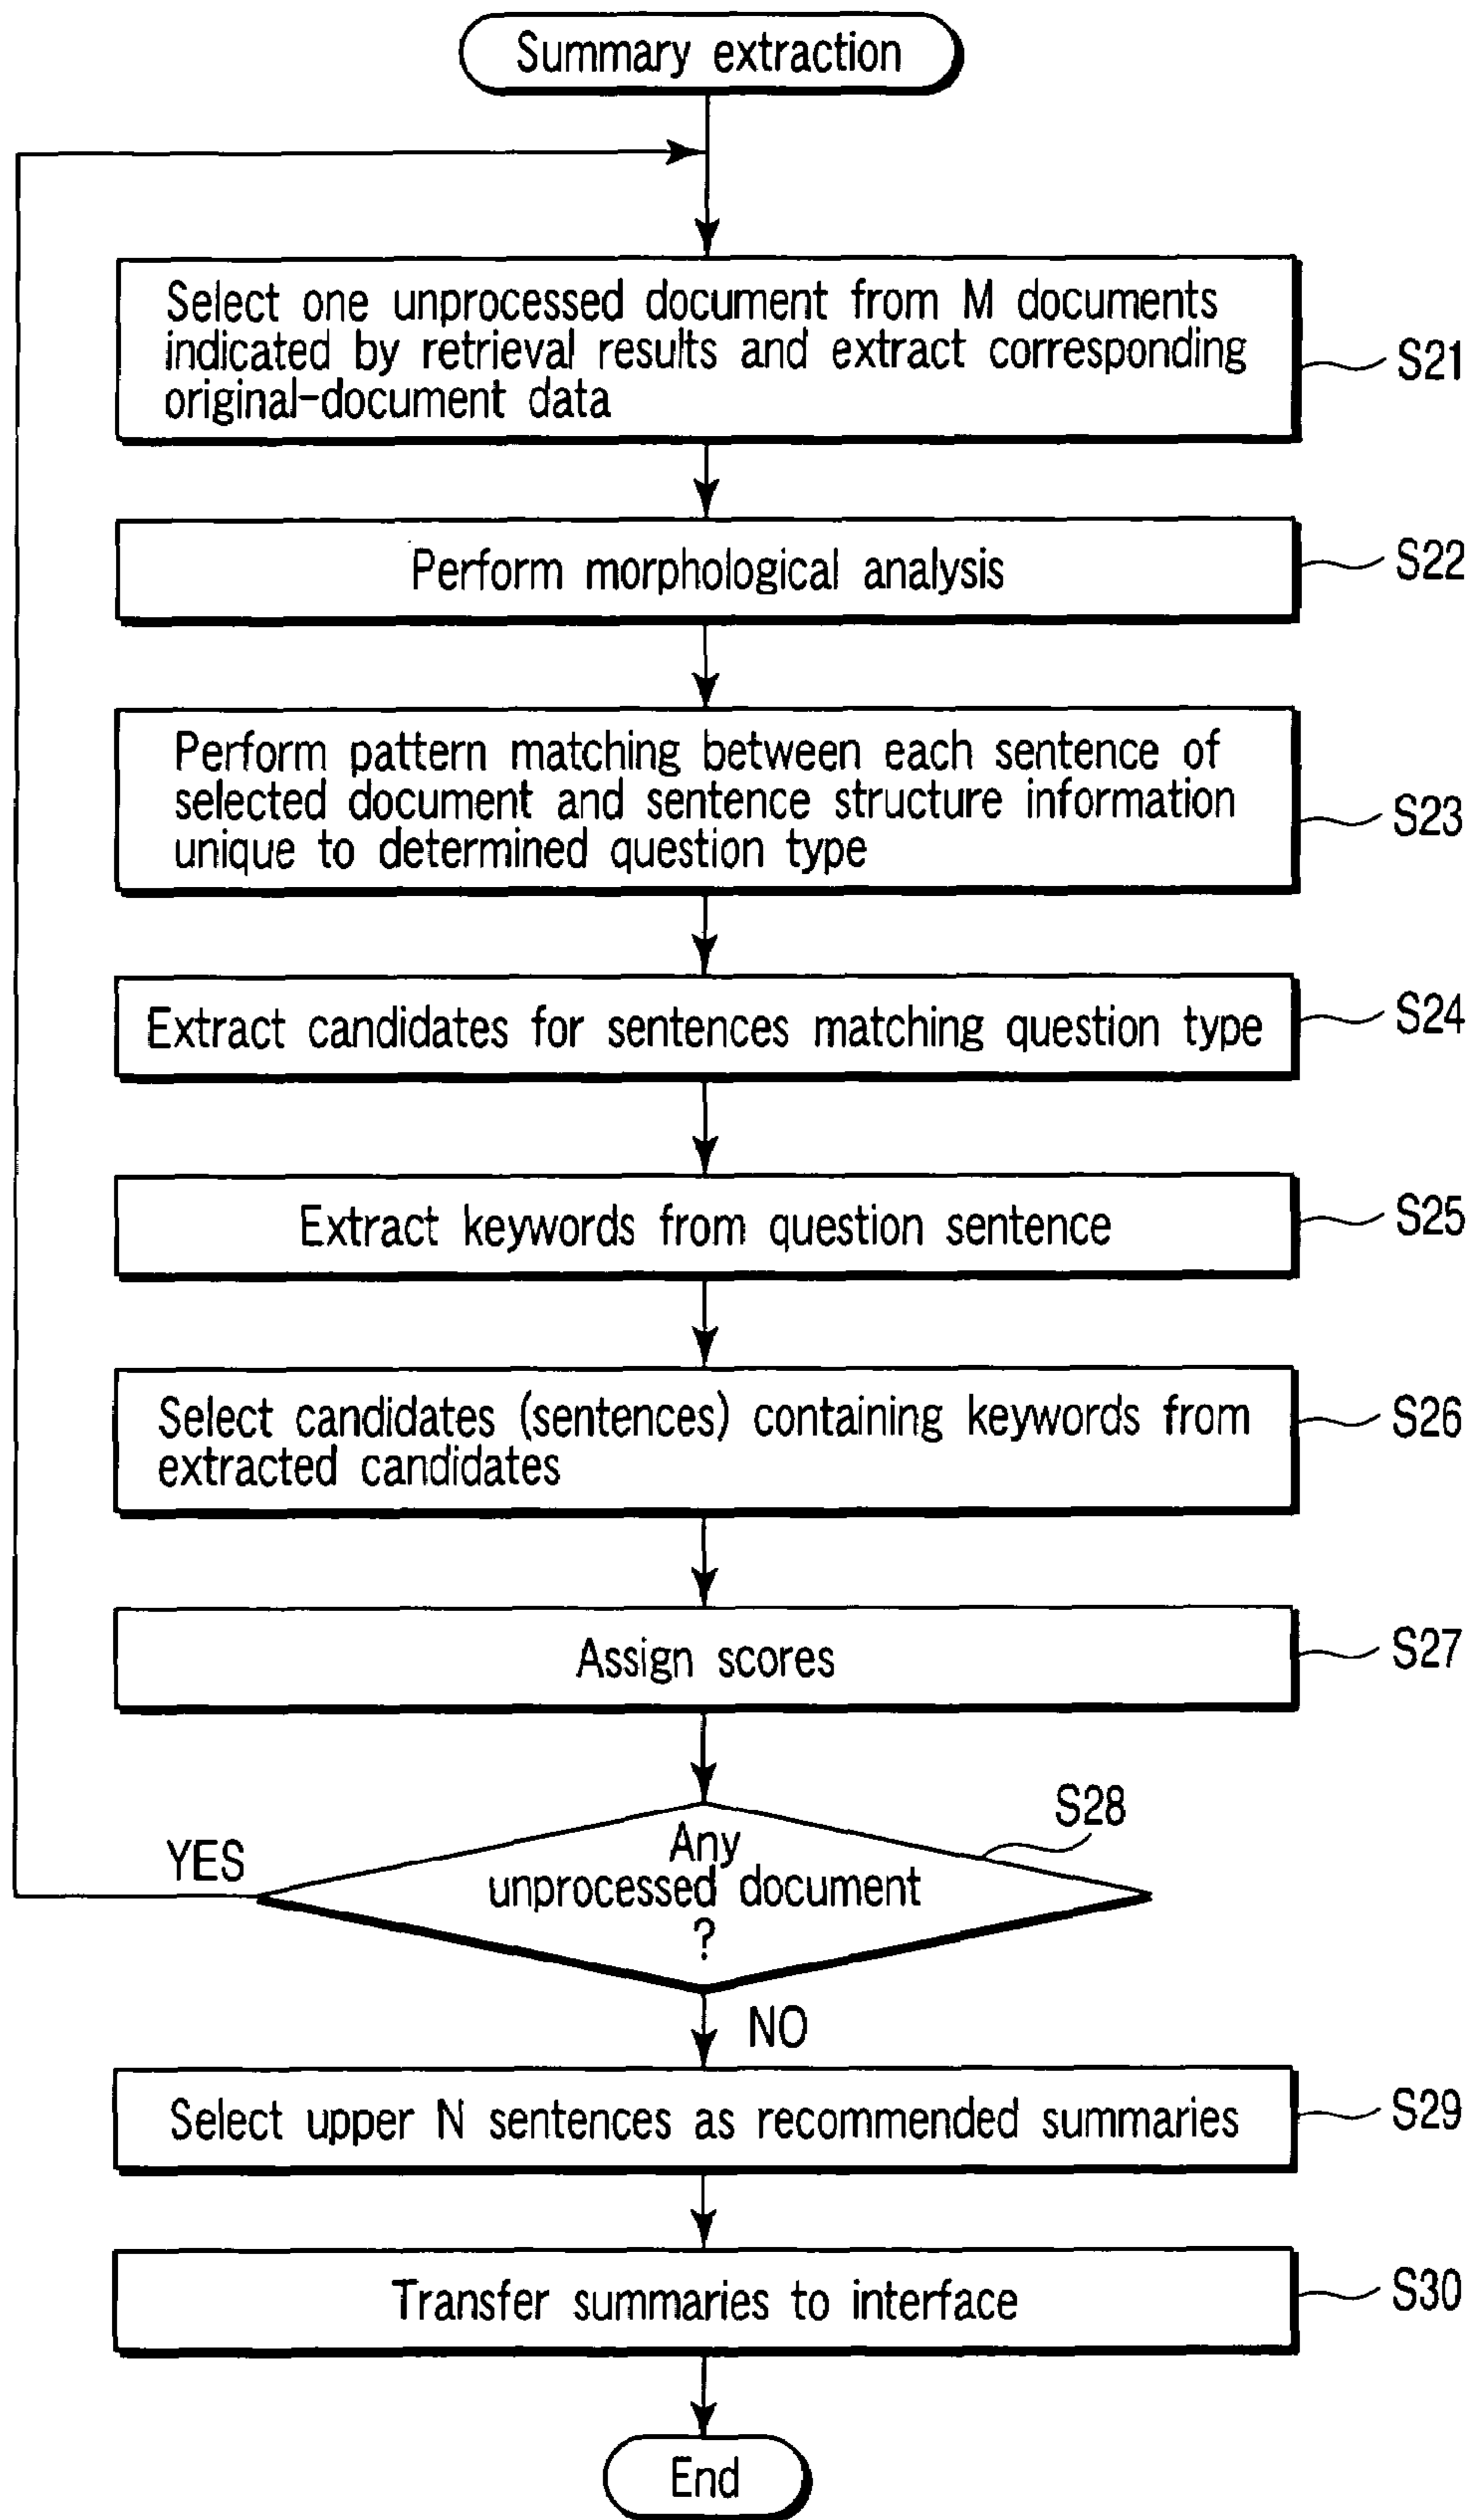 Summary extraction
Select one unprocessed document from M documents
indicated by retrieval results and extract corresponding
original-document data
S21
Perform morphological analysis
S22
Perform pattern matching between each sentence of
selected document and sentence structure information
unique to determined question type
S23
Extract candidates for sentences matching question type
S24
Extract keywords from question sentence
S25
Select candidates (sentences) containing keywords from
extracted candidates
S26
Assign scores
S27
S28
Any
unprocessed document
?
YES
NO
Select upper N sentences as recommended summaries
S29
Transfer summaries to interface
S30
End